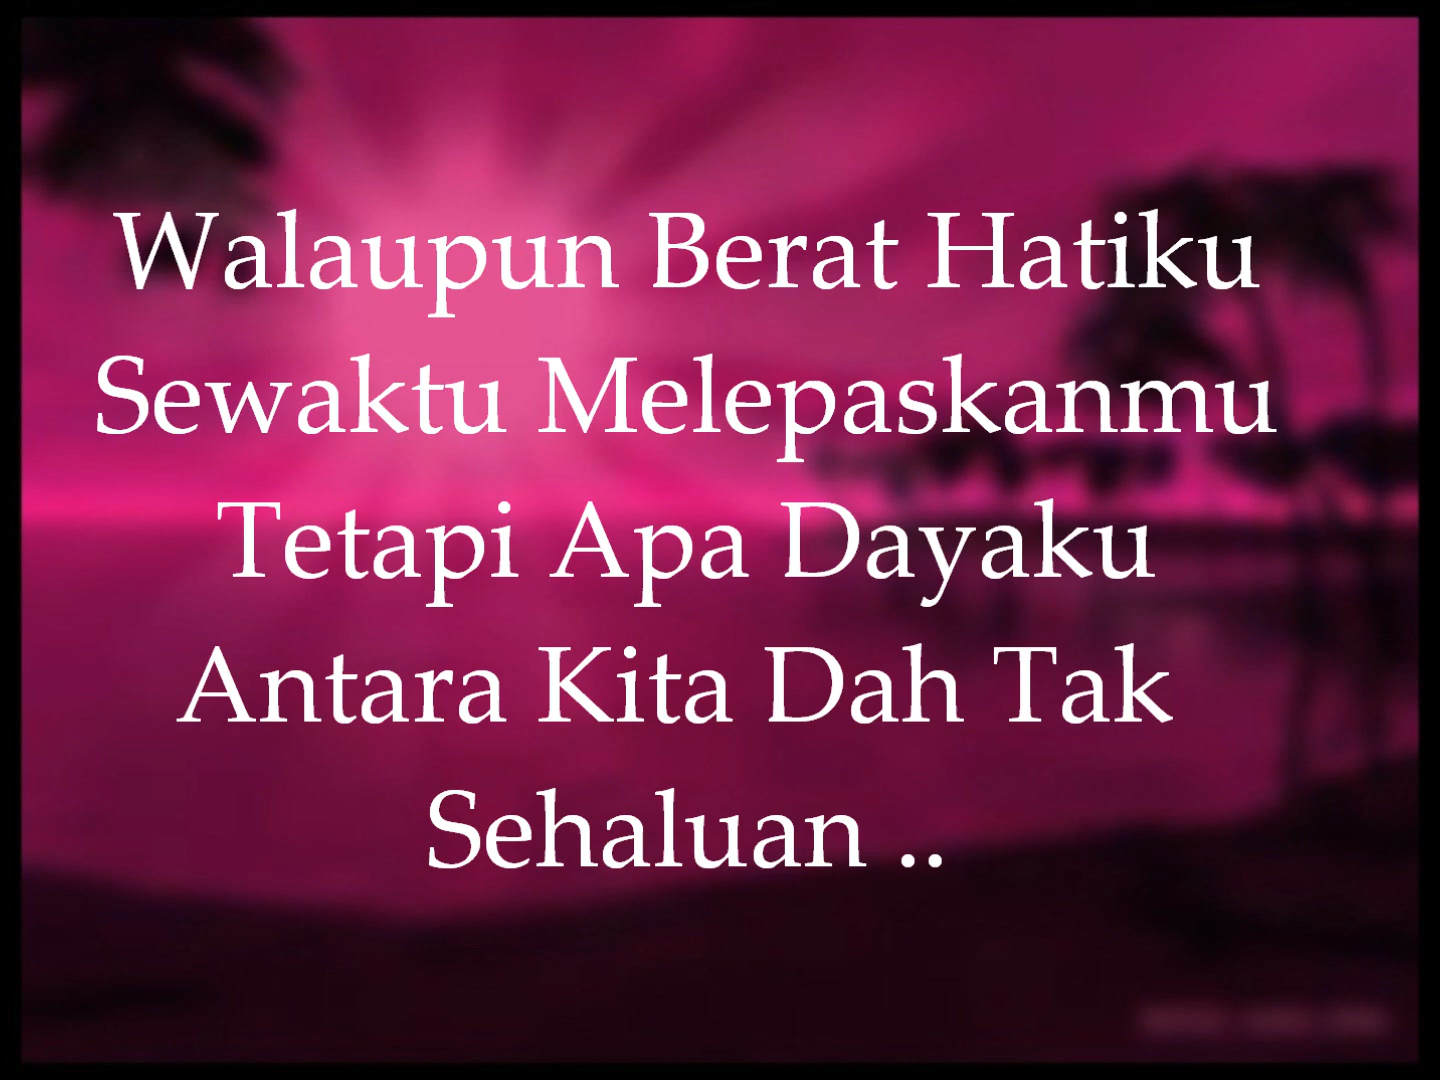 Walaupun Berat Hatiku
Sewaktu Melepaskanmu
Tetapi Apa Dayaku
Antara Kita Dah Tak
Sehaluan ..